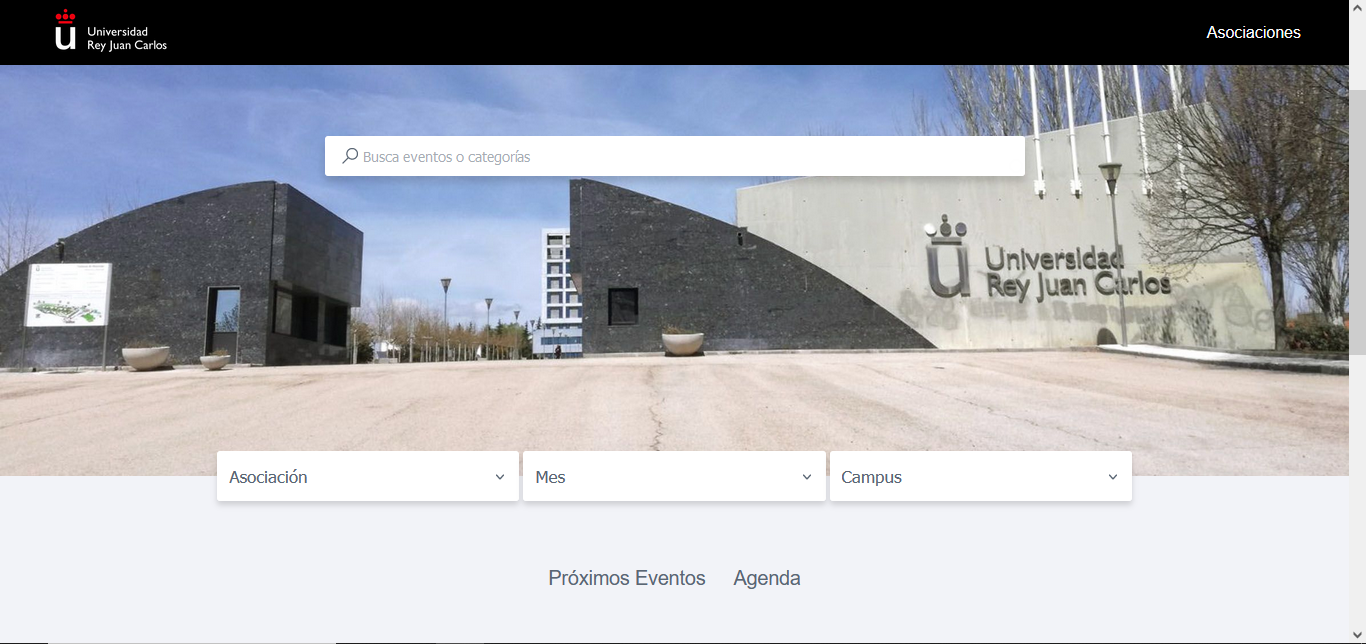 Universidad
Rey Juan Carlos
Asociaciones
Busca eventos o categorías
Universidad
Rey Juan Carlos
Asociación
Mes
Campus
Próximos Eventos
Agenda